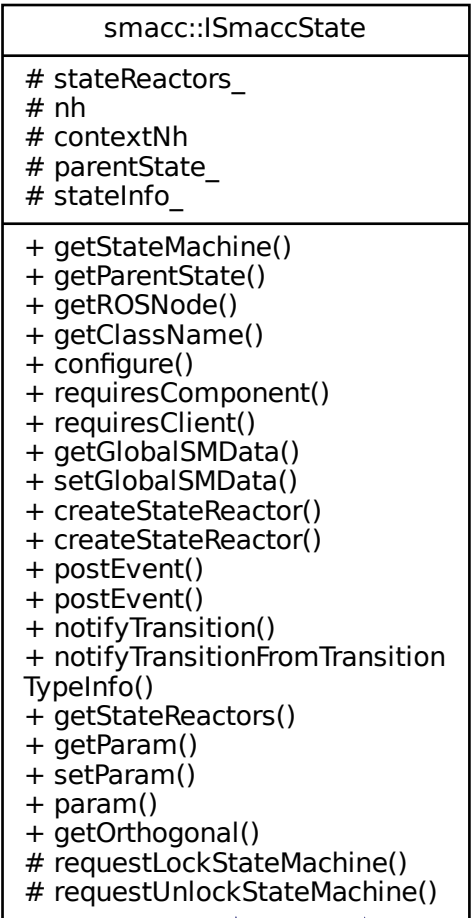 smacc::ISmaccState
# stateReactors_
# nh
# contextNh
# parentState_
# stateInfo_
+ getStateMachine()
+ getParentState()
+ getROSNode()
+ getClassName()
+ configure()
+ requiresComponent()
+ requiresClient()
+ getGlobalSMData()
+ setGlobalSMData()
+ createStateReactor()
+ createStateReactor()
+ postEvent()
+ postEvent()
+ notifyTransition()
+ notifyTransitionFromTransition
TypeInfo()
+ getStateReactors()
+ getParam()
+ setParam()
+ param()
+ getOrthogonal()
# requestLockStateMachine()
# requestUnlockStateMachine()